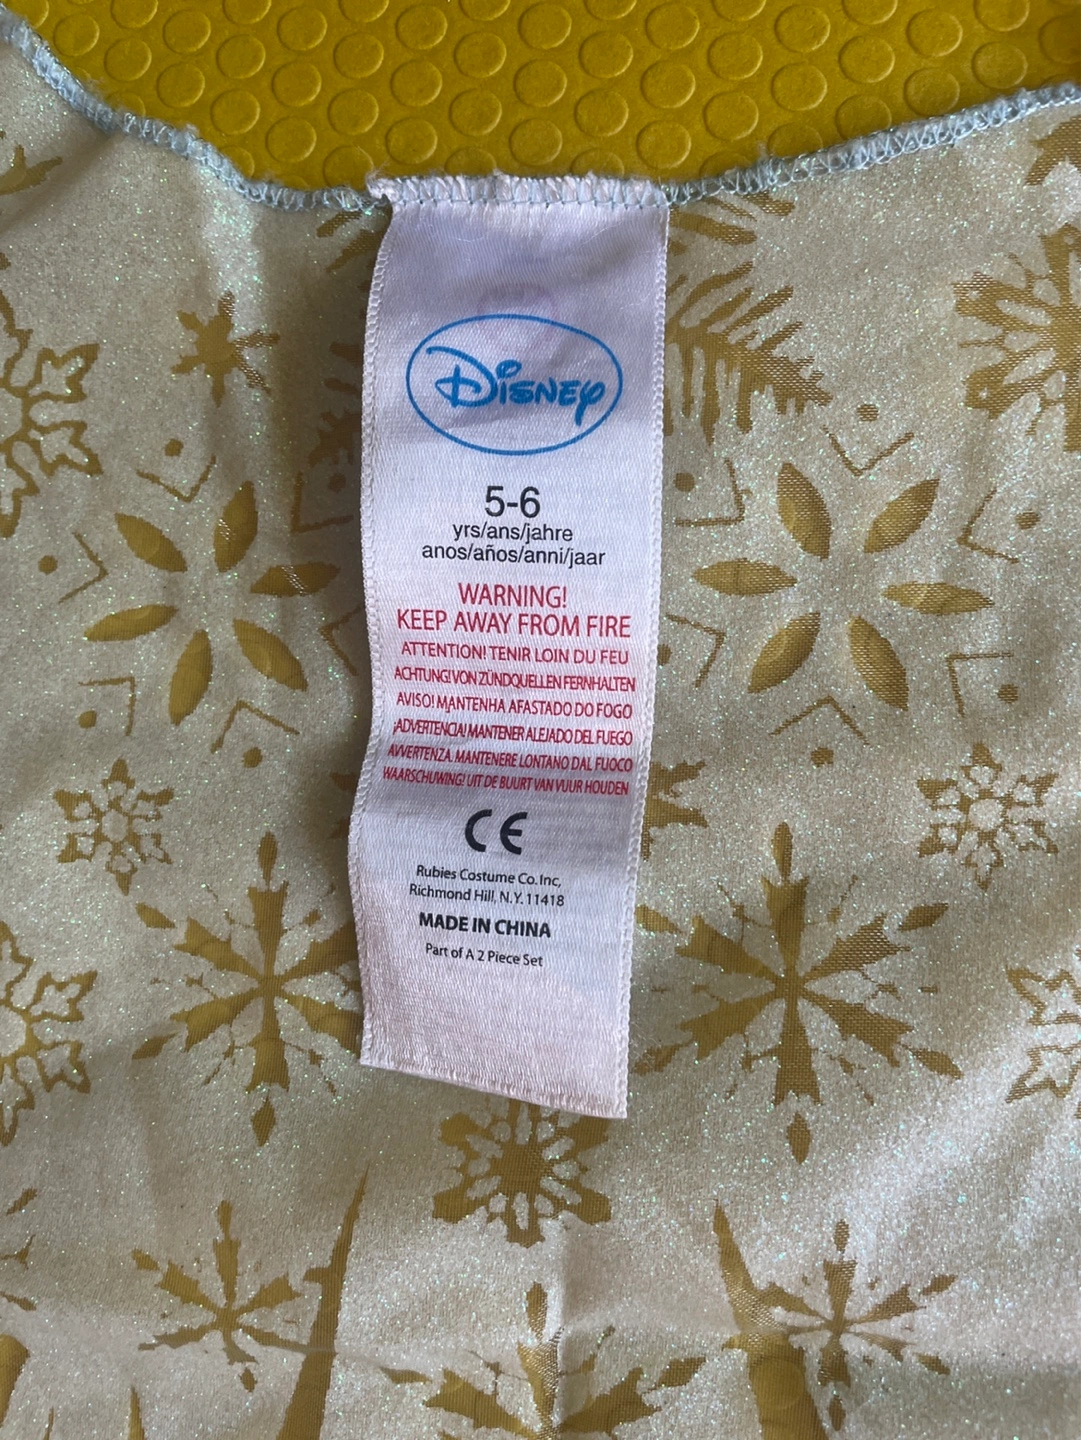 Disney
5-6
yrs/ans/jahre
anos/años/anni/jaar
WARNING!
KEEP AWAY FROM FIRE
ATTENTION! TENIR LOIN DU FEU
ACHTUNG! VON ZÜNDQUELLEN FERNHALTEN
AVISO! MANTENHA AFASTADO DO FOGO
¡ADVERTENCIA! MANTENER ALEJADO DEL FUEGO
AVVERTENZA. MANTENERE LONTANO DAL FUOCO
WAARSCHUWING! UIT DE BUURT VAN VUUR HOUDEN
CE
Rubies Costume Co. Inc,
Richmond Hill, N.Y. 11418
MADE IN CHINA
Part of A 2 Piece Set